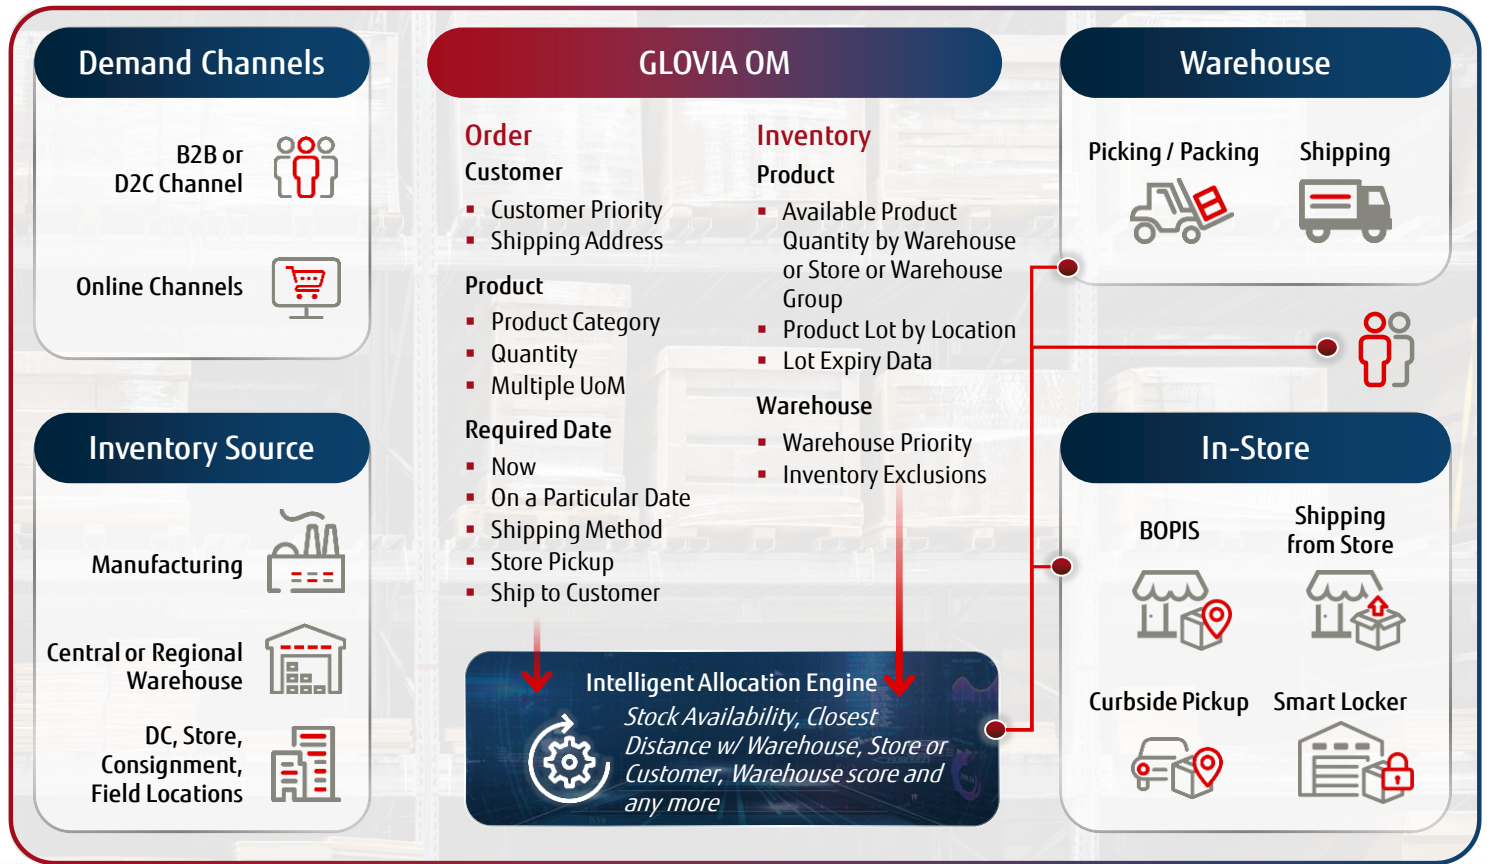 Demand Channels
B2B or
D2C Channel
Online Channels
Inventory Source
Manufacturing
Central or Regional
Warehouse
DC, Store,
Consignment,
Field Locations
GLOVIA OM
Order
Customer
▪ Customer Priority
▪ Shipping Address
Product
▪ Product Category
▪ Quantity
▪ Multiple UoM
Required Date
▪ Now
▪ On a Particular Date
▪ Shipping Method
▪ Store Pickup
▪ Ship to Customer
Inventory
Product
▪ Available Product
Quantity by Warehouse
or Store or Warehouse
Group
▪ Product Lot by Location
▪ Lot Expiry Data
Warehouse
▪ Warehouse Priority
▪ Inventory Exclusions
Intelligent Allocation Engine
Stock Availability, Closest
Distance w/ Warehouse, Store or
Customer, Warehouse score and
any more
Warehouse
Picking / Packing
Shipping
In-Store
BOPIS
Shipping
from Store
Curbside Pickup
Smart Locker